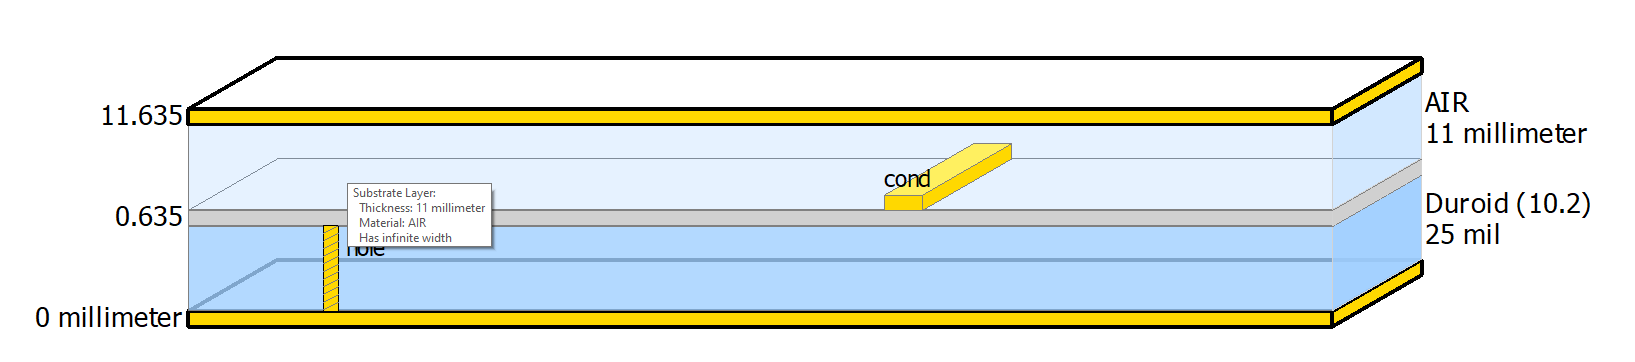 11.635
AIR
11 millimeter
cond
Substrate Layer:
Thickness: 11 millimeter
Material: AIR
Has infinite width
0.635
Duroid (10.2)
25 mil
hole
0 millimeter